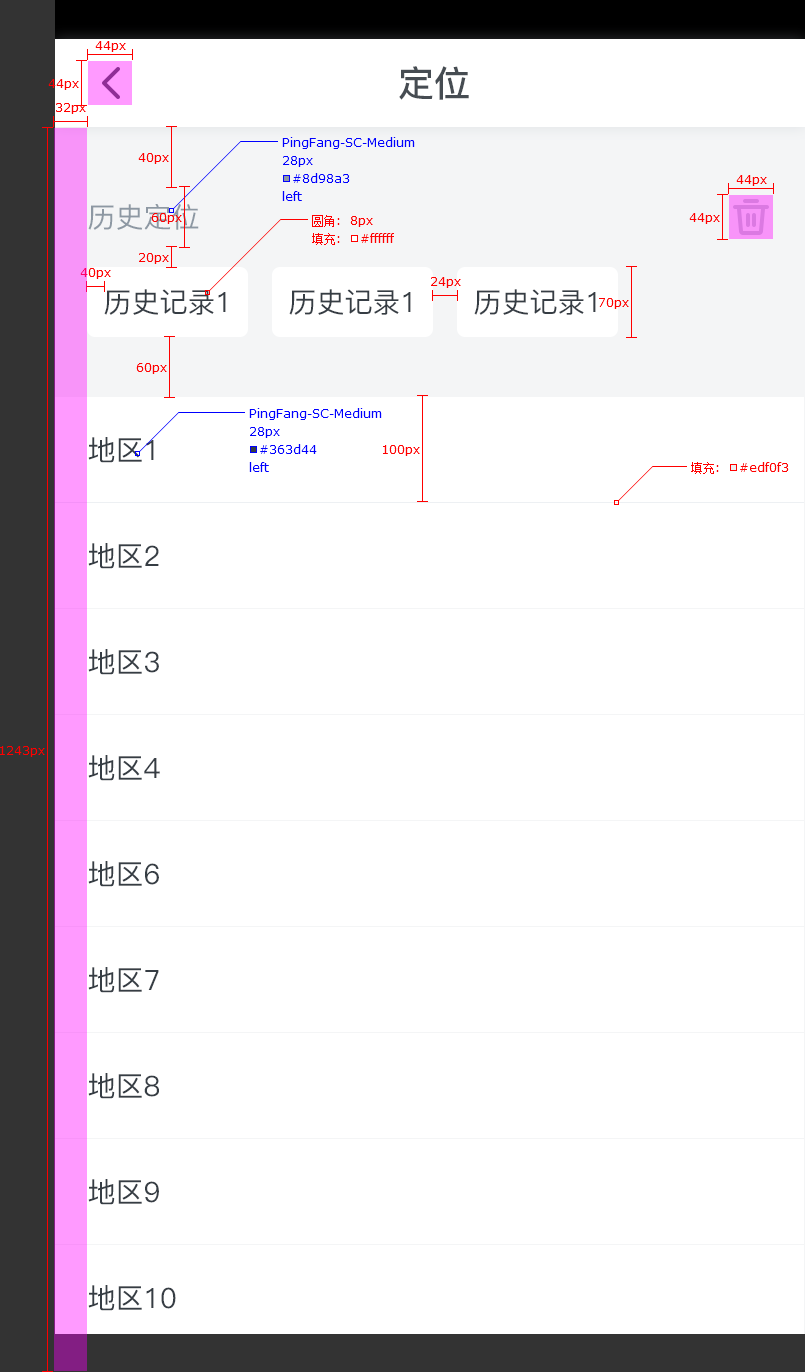 44px
定位
44px
32px
PingFang-SC-Medium
28px
#8d98a3
left
40px
44px
历史定位
60px
圆角: 8px
填充: #ffffff
44px
20px
40px
24px
历史记录1
历史记录1
历史记录1
70px
60px
PingFang-SC-Medium
28px
#363d44
left
地区1
100px
填充: #edf0f3
地区2
地区3
1243px
地区4
地区6
地区7
地区8
地区9
地区10